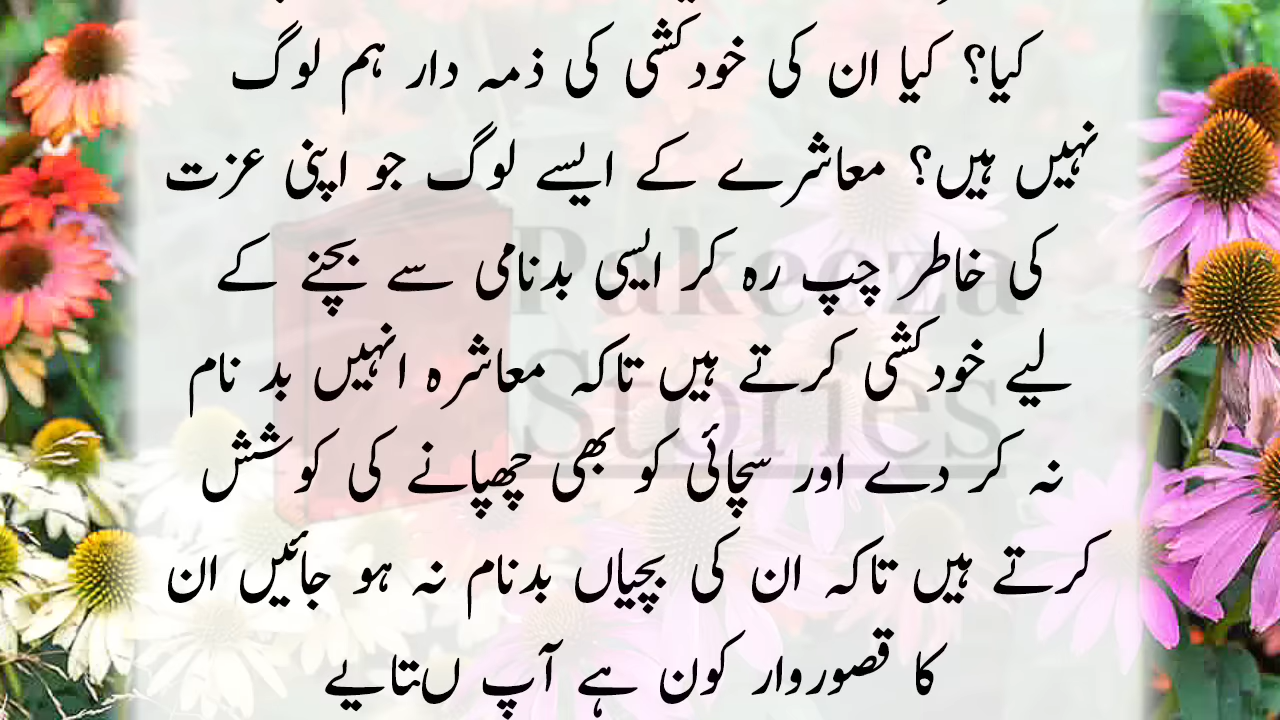 کیا؟ کیا ان کی خودکشی کی ذمہ دار ہم لوگ
نہیں ہیں؟ معاشرے کے ایسے لوگ جو اپنی عزت
کی خاطر چپ رہ کر ایسی بدنامی سے بچنے کے
لیے خودکشی کرتے ہیں تاکہ معاشرہ انہیں بد نام
نہ کر دے اور سچائی کو بھی چھپانے کی کوشش
کرتے ہیں تاکہ ان کی بچیاں بدنام نہ ہو جائیں ان
کا قصوروار کون ہے آپ ںتایے
Pakeeza
Stories